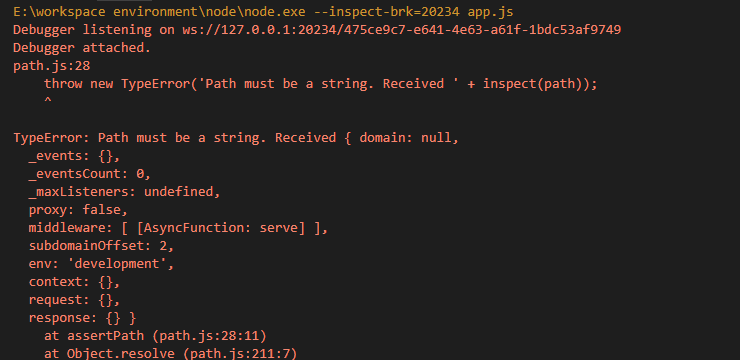 E:\workspace environment\node\node.exe --inspect-brk=20234 app.js
Debugger listening on ws://127.0.0.1:20234/475ce9c7-e641-4e63-a61f-1bdc53af9749
Debugger attached.
path.js:28
    throw new TypeError('Path must be a string. Received ' + inspect(path));
    ^

TypeError: Path must be a string. Received { domain: null,
  _events: {},
  _eventsCount: 0,
  _maxListeners: undefined,
  proxy: false,
  middleware: [ [AsyncFunction: serve] ],
  subdomainOffset: 2,
  env: 'development',
  context: {},
  request: {},
  response: {} }
    at assertPath (path.js:28:11)
    at Object.resolve (path.js:211:7)